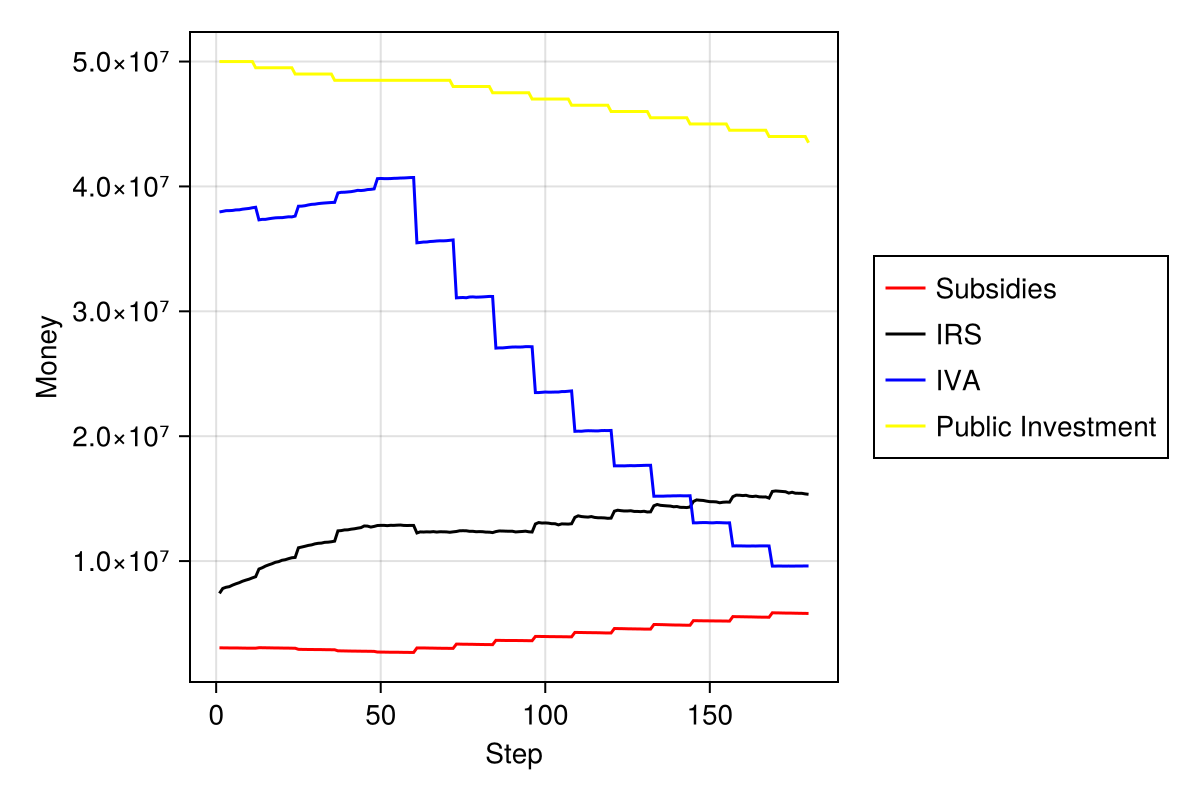 5.0×10⁷
4.0×10⁷
3.0×10⁷
2.0×10⁷
1.0×10⁷
Money
0 50 100 150
Step
Subsidies
IRS
IVA
Public Investment